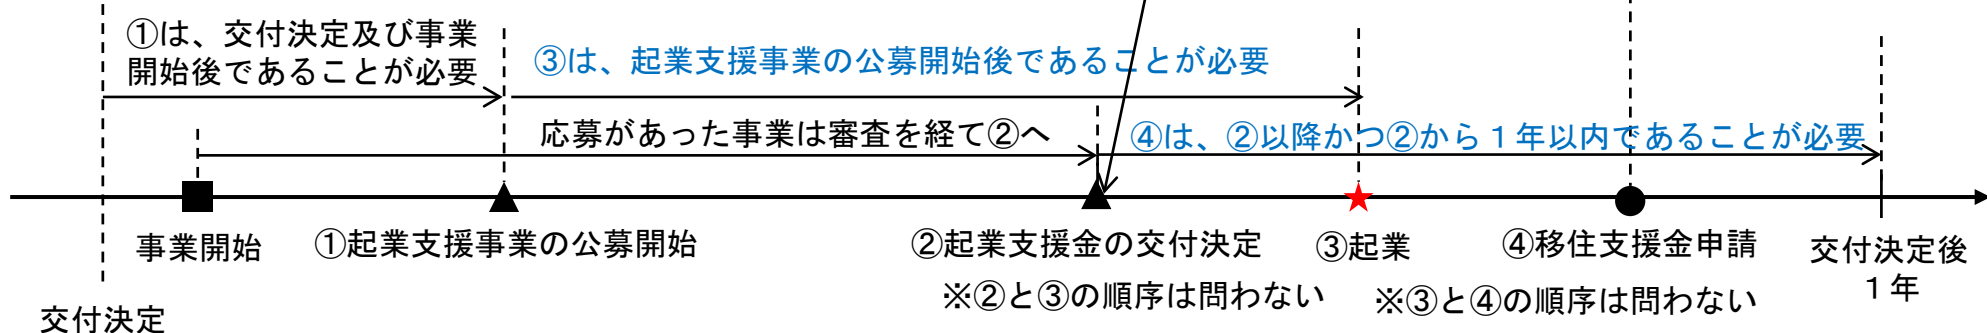 ①は、交付決定及び事業
開始後であることが必要
③は、起業支援事業の公募開始後であることが必要
応募があった事業は審査を経て②へ
④は、②以降かつ②から１年以内であることが必要
事業開始
①起業支援事業の公募開始
②起業支援金の交付決定
③起業
④移住支援金申請
交付決定後
１年
※②と③の順序は問わない
※③と④の順序は問わない
交付決定